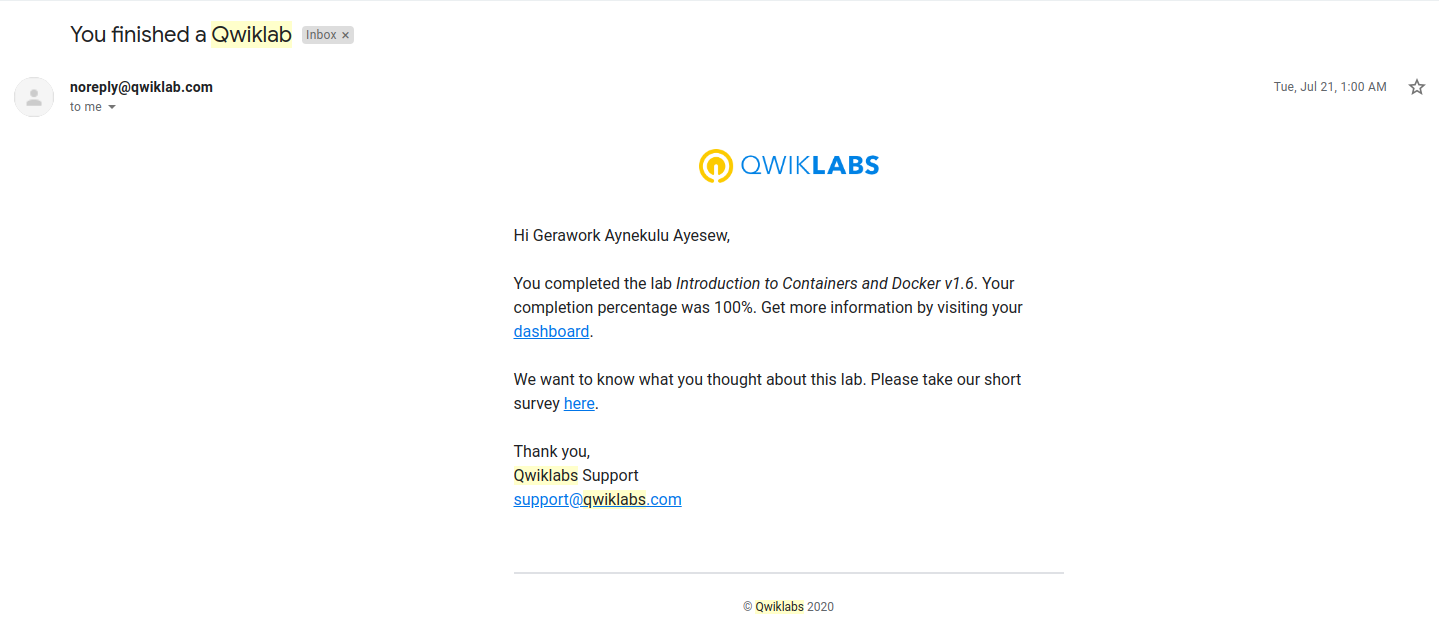 You finished a Qwiklab Inbox ×
noreply@qwiklab.com
Tue, Jul 21, 1:00 AM
to me
QWIKLABS
Hi Gerawork Aynekulu Ayesew,
You completed the lab Introduction to Containers and Docker v1.6. Your
completion percentage was 100%. Get more information by visiting your
dashboard.
We want to know what you thought about this lab. Please take our short
survey here.
Thank you,
Qwiklabs Support
support@qwiklabs.com
© Qwiklabs 2020